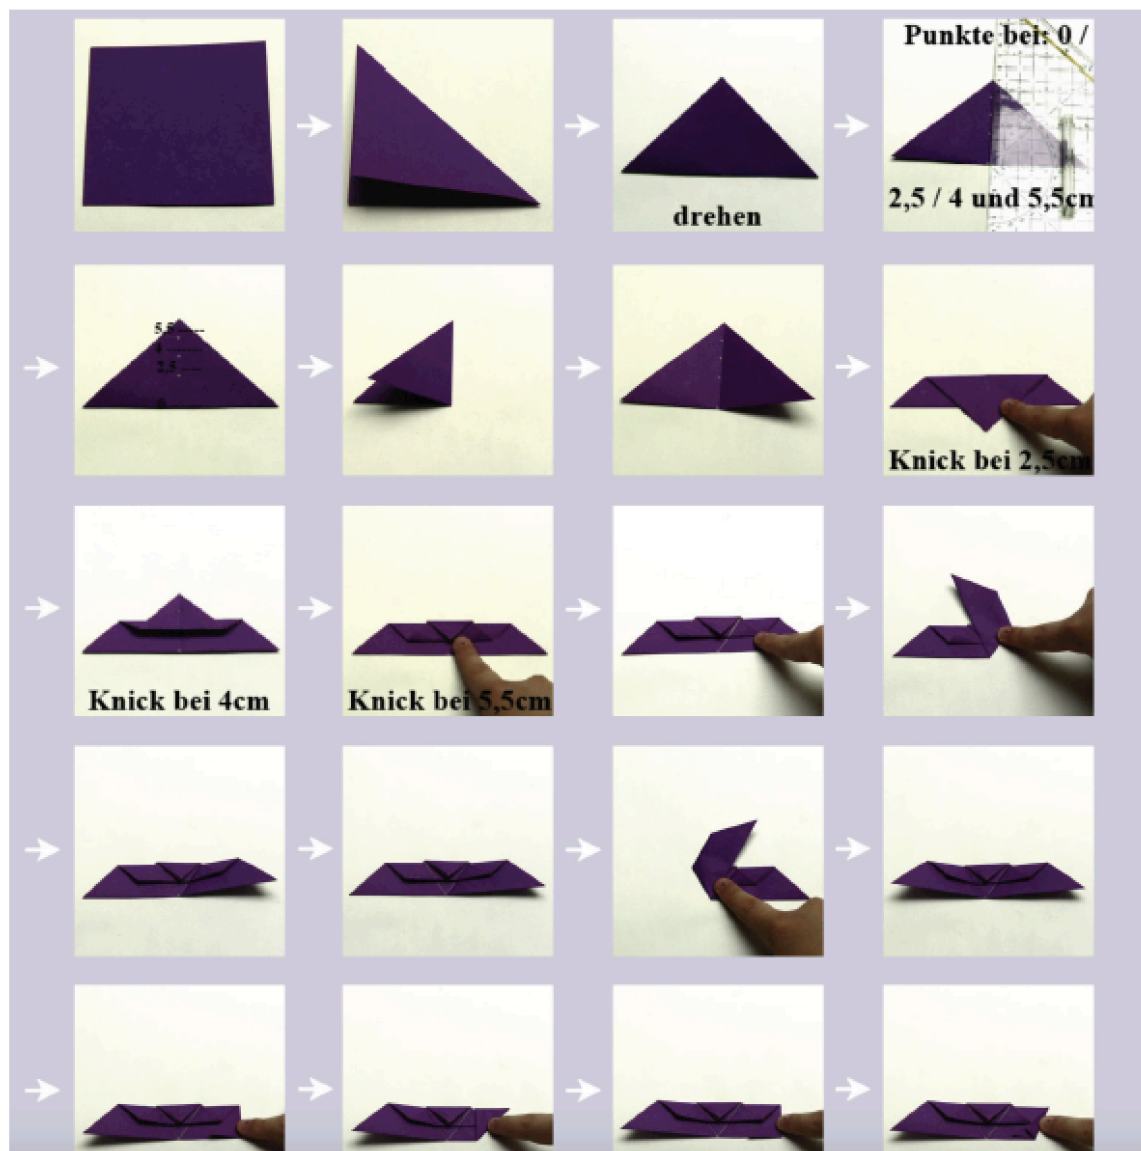 Punkte bei: 0 /
drehen
2,5 / 4 und 5,5cm
5,5 -----
4 --------
2,5 ----
Knick bei 2,5cm
Knick bei 4cm
Knick bei 5,5cm